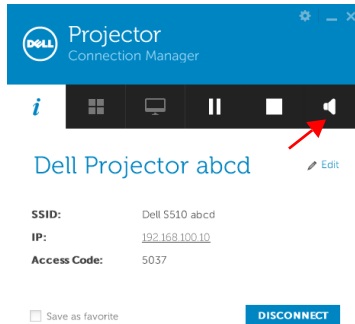 DELL
Projector
Connection Manager
i
Dell Projector abcd
Edit
SSID: Dell S510 abcd
IP: 192.168.100.10
Access Code: 5037
Save as favorite
DISCONNECT